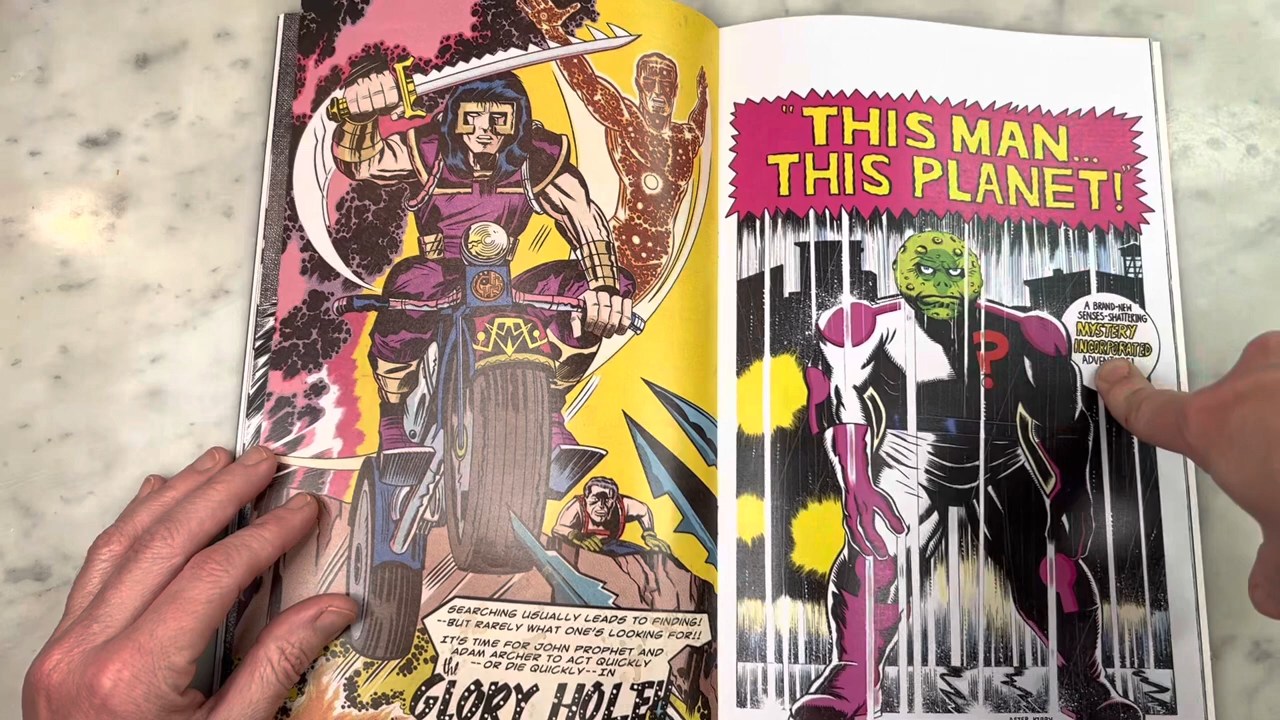 SEARCHING USUALLY LEADS TO FINDING!
--BUT RARELY WHAT ONE'S LOOKING FOR!!
IT'S TIME FOR JOHN PROPHET AND
ADAM ARCHER TO ACT QUICKLY
--OR DIE QUICKLY--IN
the
GLORY HOLE!
"THIS MAN...
THIS PLANET!"
?
A BRAND-NEW
SENSES-SHATTERING
MYSTERY
INCORPORATED
AFTER KIRBY